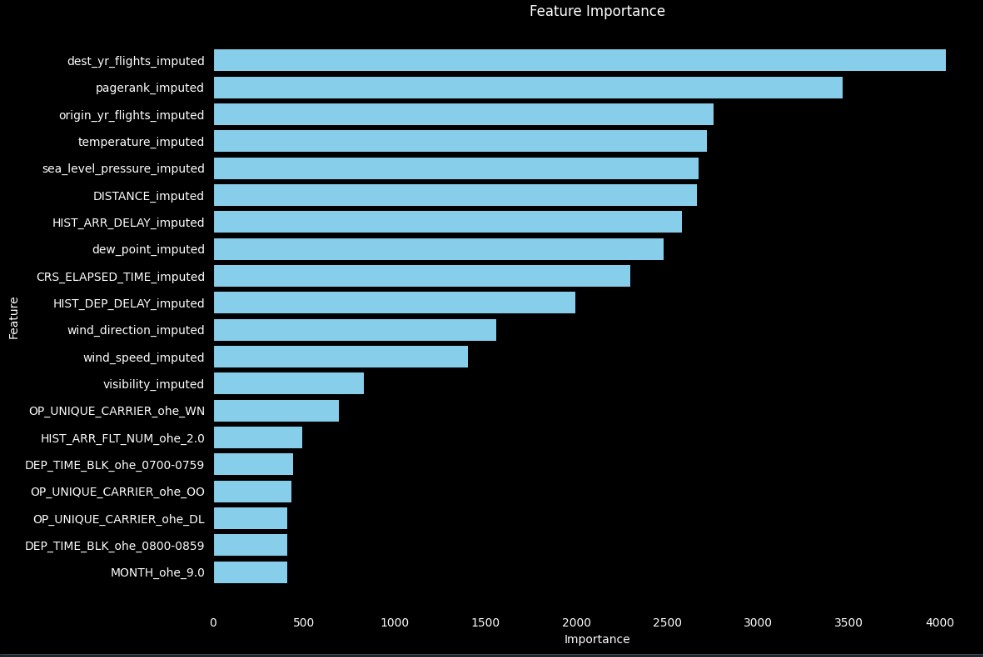 Feature Importance
dest_yr_flights_imputed
pagerank_imputed
origin_yr_flights_imputed
temperature_imputed
sea_level_pressure_imputed
DISTANCE_imputed
HIST_ARR_DELAY_imputed
dew_point_imputed
CRS_ELAPSED_TIME_imputed
HIST_DEP_DELAY_imputed
wind_direction_imputed
wind_speed_imputed
visibility_imputed
OP_UNIQUE_CARRIER_ohe_WN
HIST_ARR_FLT_NUM_ohe_2.0
DEP_TIME_BLK_ohe_0700-0759
OP_UNIQUE_CARRIER_ohe_OO
OP_UNIQUE_CARRIER_ohe_DL
DEP_TIME_BLK_ohe_0800-0859
MONTH_ohe_9.0
Feature
0 500 1000 1500 2000 2500 3000 3500 4000
Importance